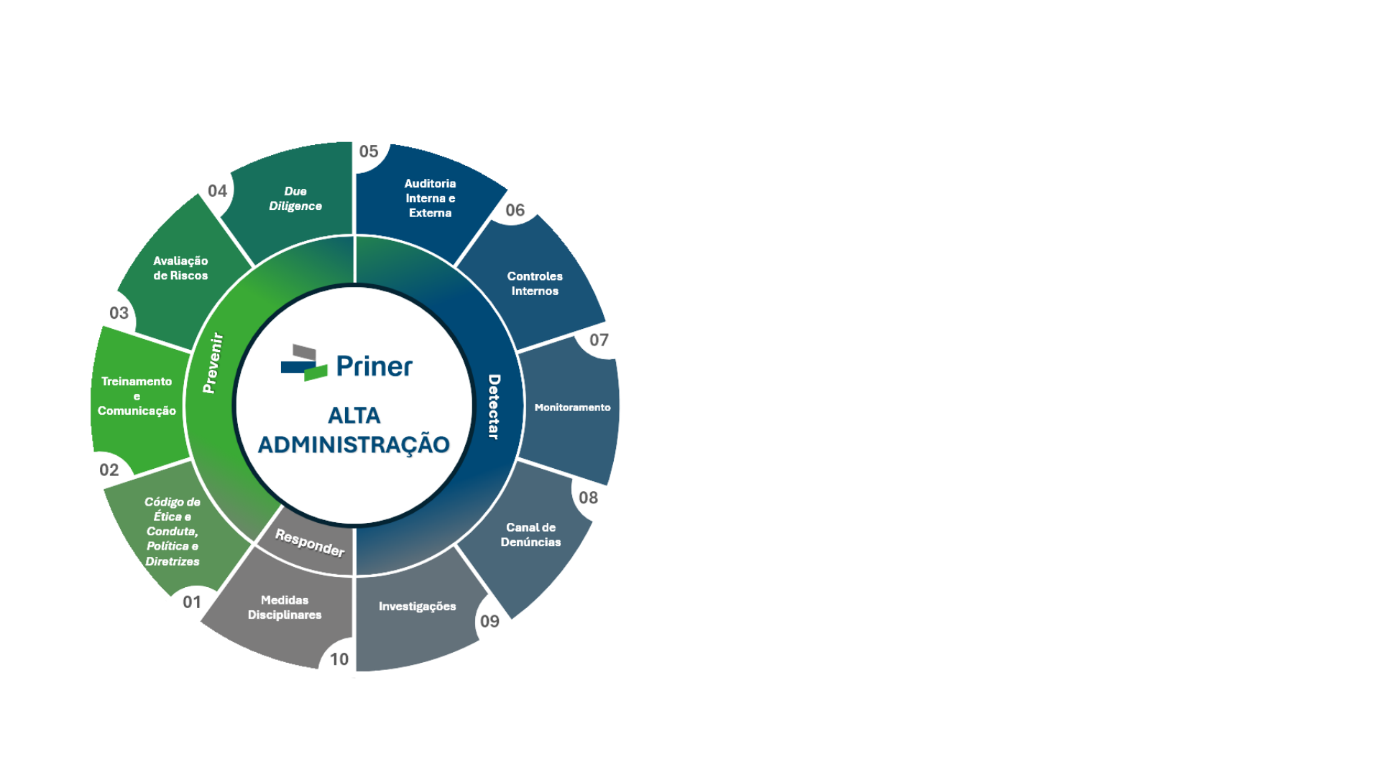 05
Auditoria
Interna e
Externa
06
Controles
Internos
07
Monitoramento
08
Canal de
Denúncias
09
Investigações
10
Medidas
Disciplinares
01
Código de
Ética e
Conduta,
Política e
Diretrizes
02
Treinamento
e
Comunicação
03
Avaliação
de Riscos
04
Due
Diligence
Prevenir
Detectar
Responder
Priner
ALTA
ADMINISTRAÇÃO